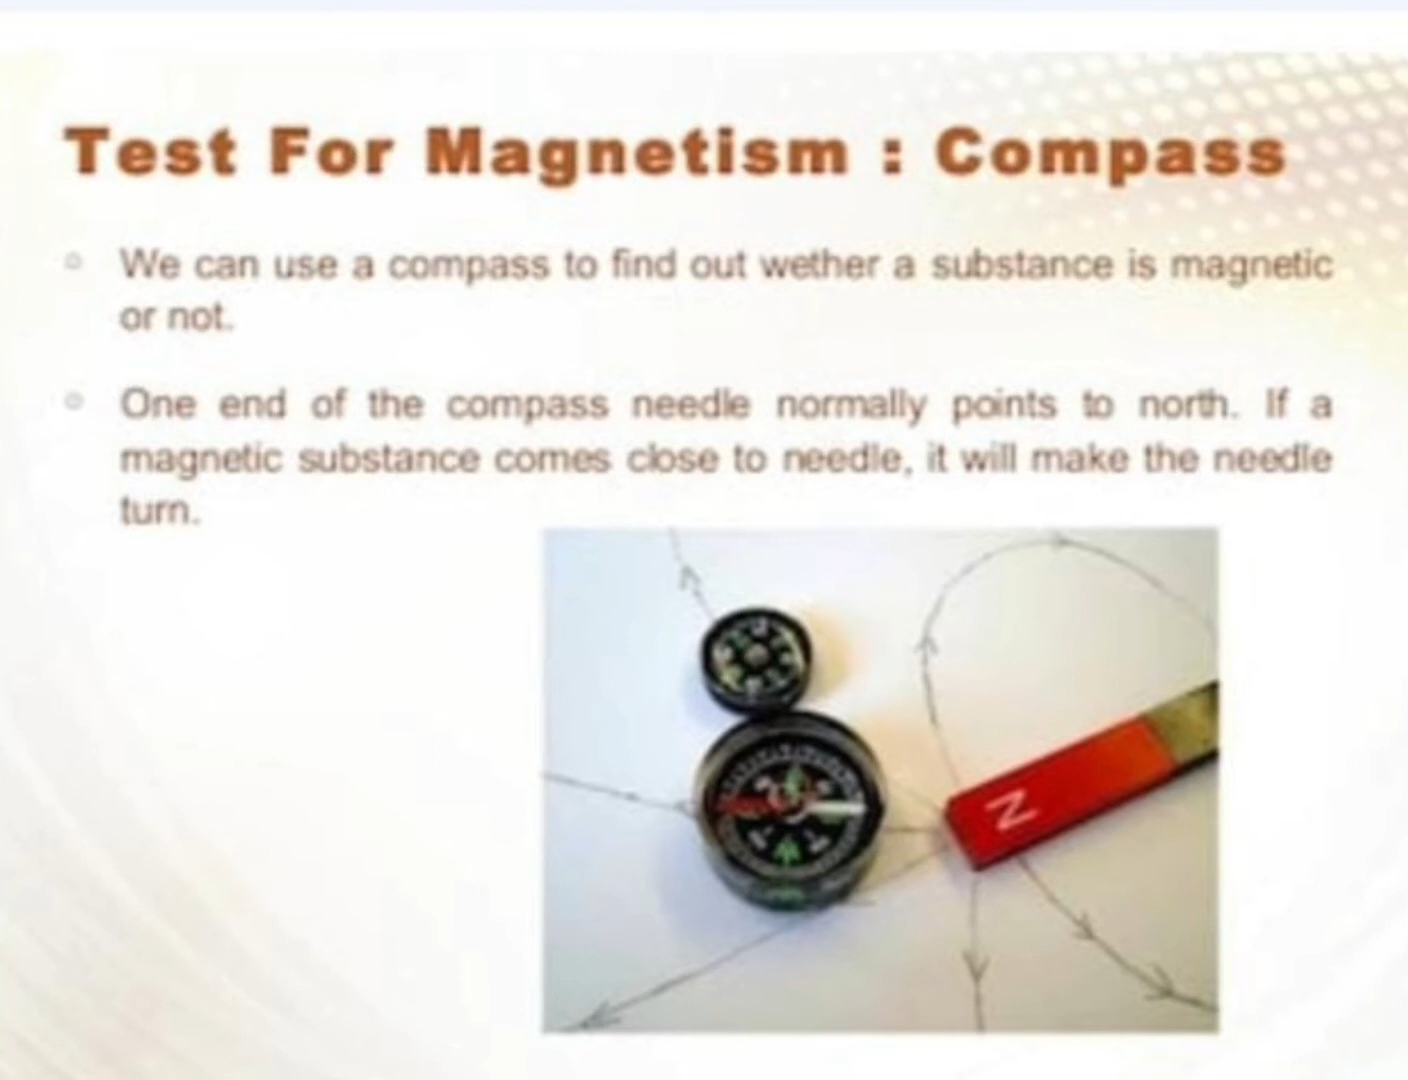 Test For Magnetism : Compass
We can use a compass to find out wether a substance is magnetic
or not.
One end of the compass needle normally points to north. If a
magnetic substance comes close to needle, it will make the needle
turn.
N